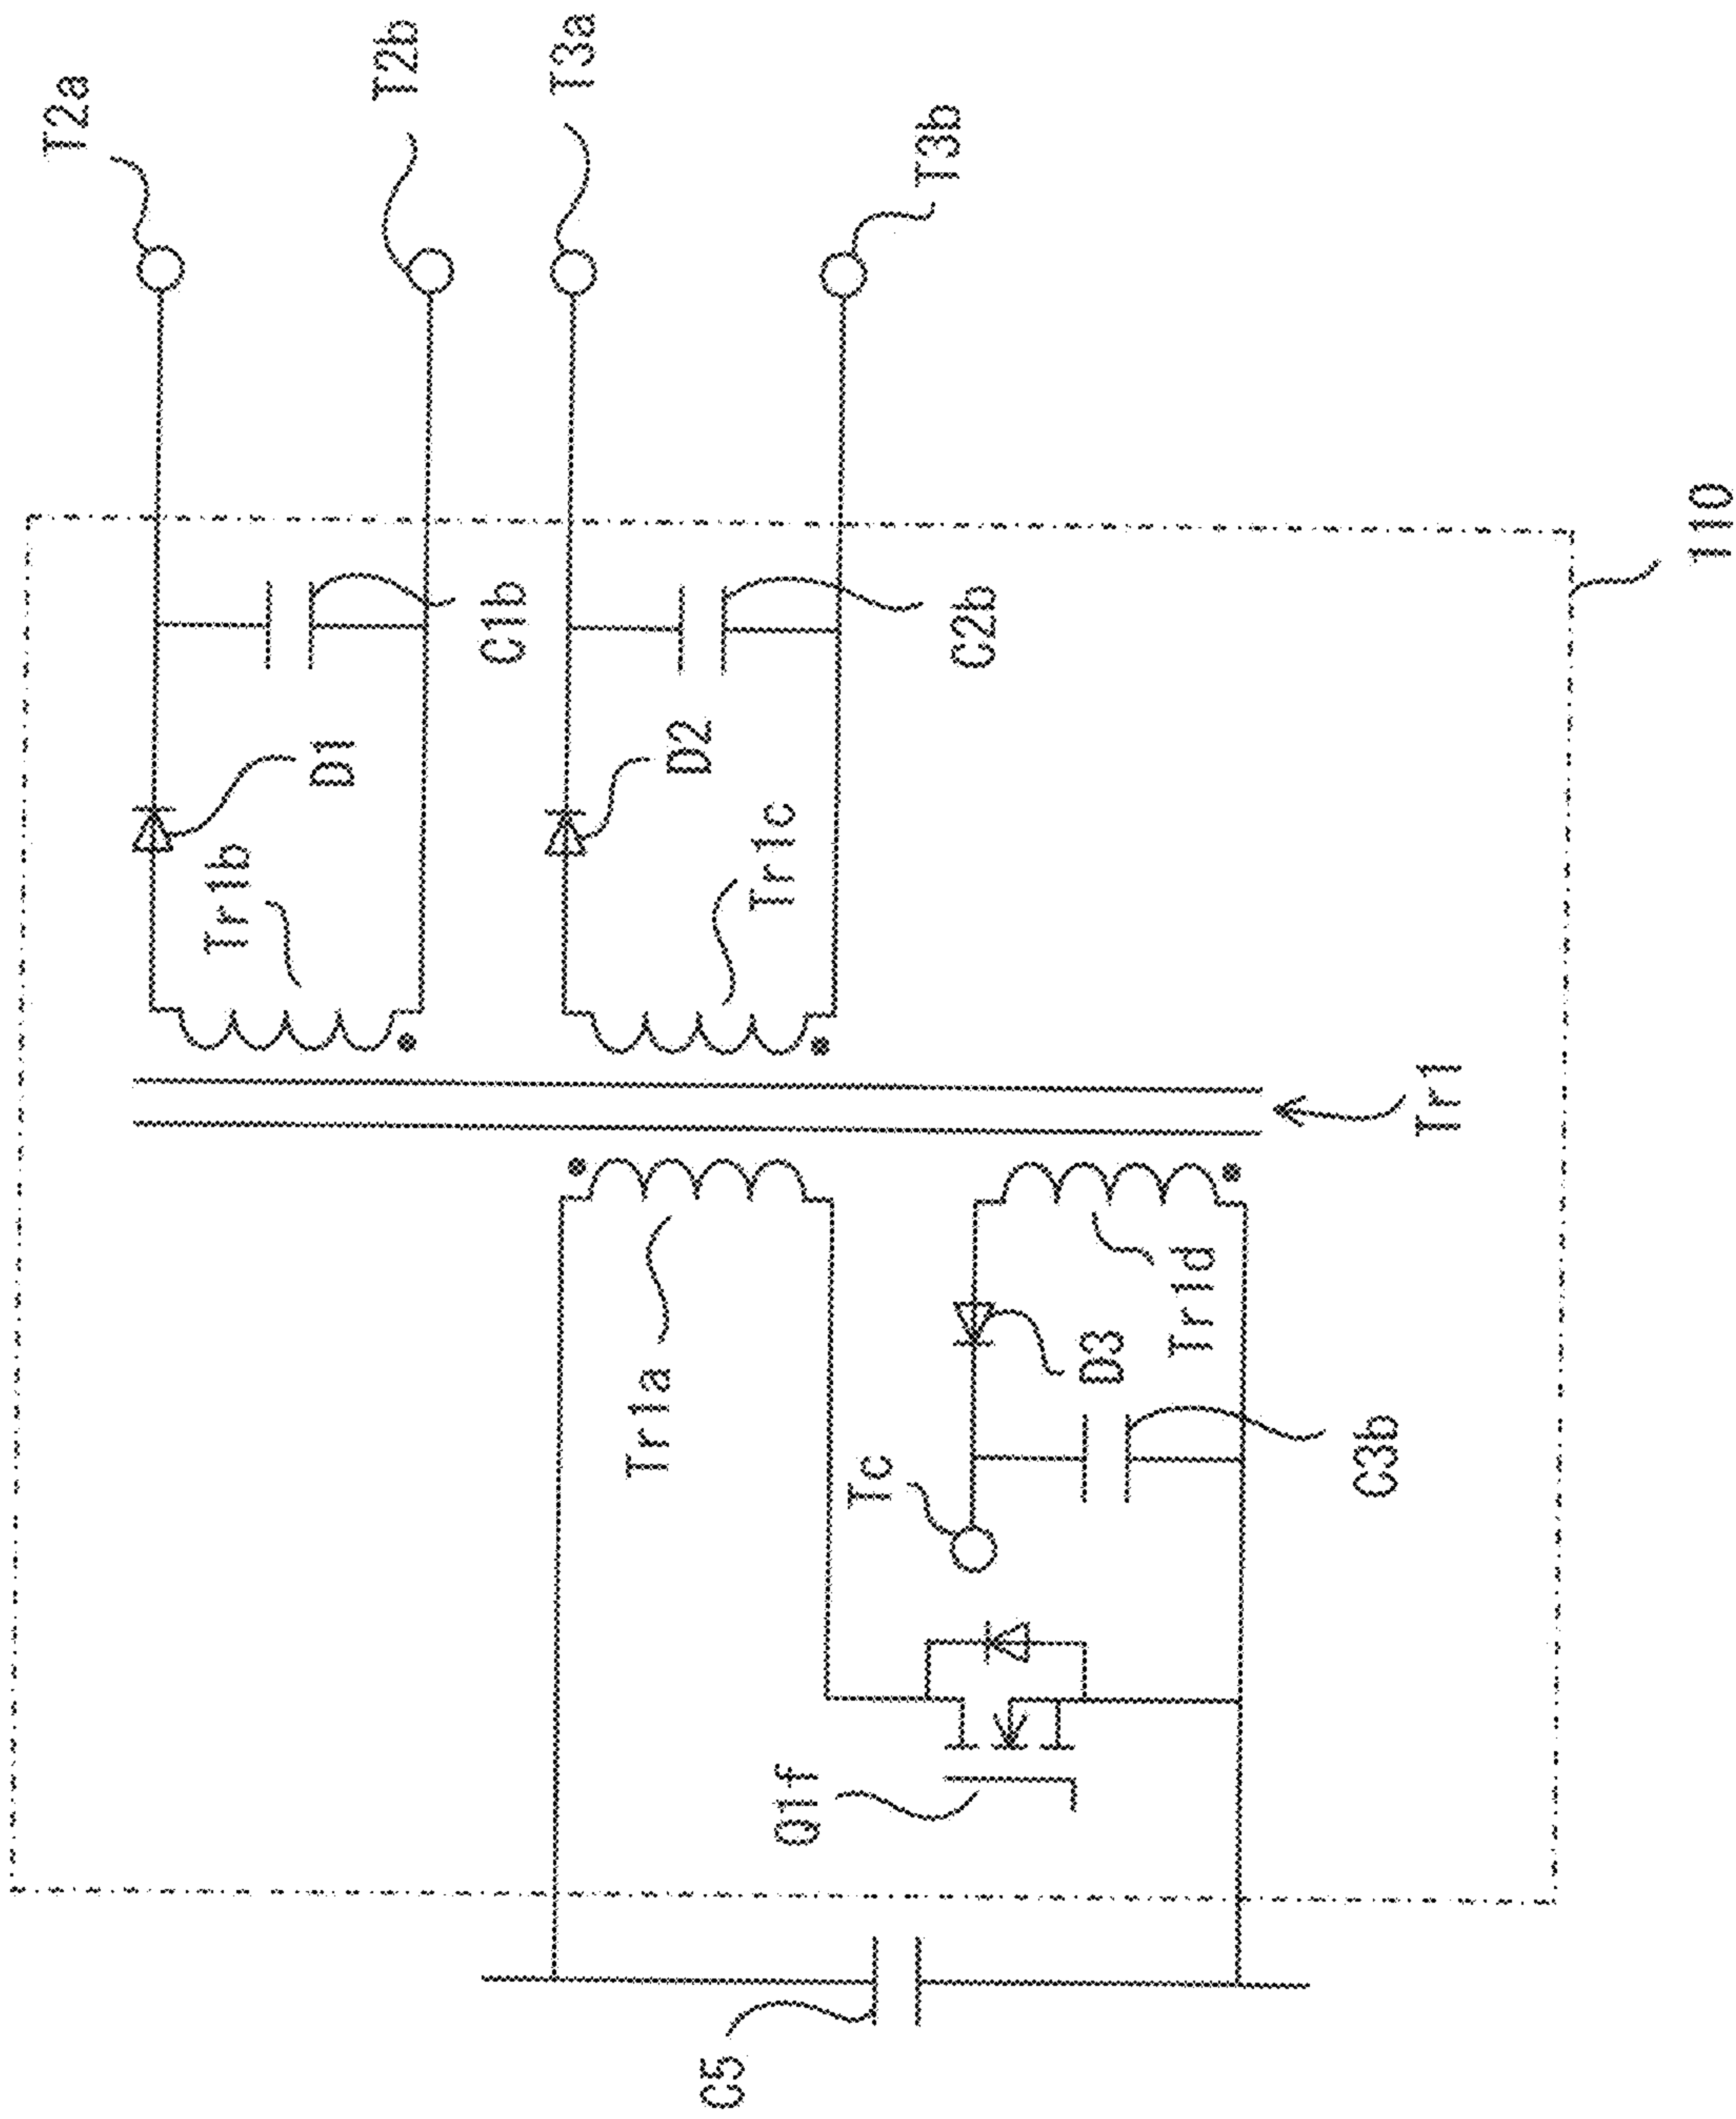 T2a
T2b
T3a
T3b
110
C1b
C2b
D1
D2
Tr1b
Tr1c
Tr1
Tr1a
Tr1d
D3
C3b
Tc
Q1f
C5